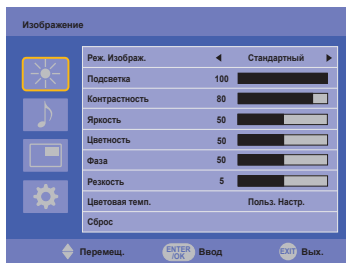 Изображение
Реж. Изображ. Стандартный
Подсветка 100
Контрастность 80
Яркость 50
Цветность 50
Фаза 50
Резкость 5
Цветовая темп. Польз. Настр.
Сброс
Перемещ. ENTER /OK Ввод EXIT Вых.